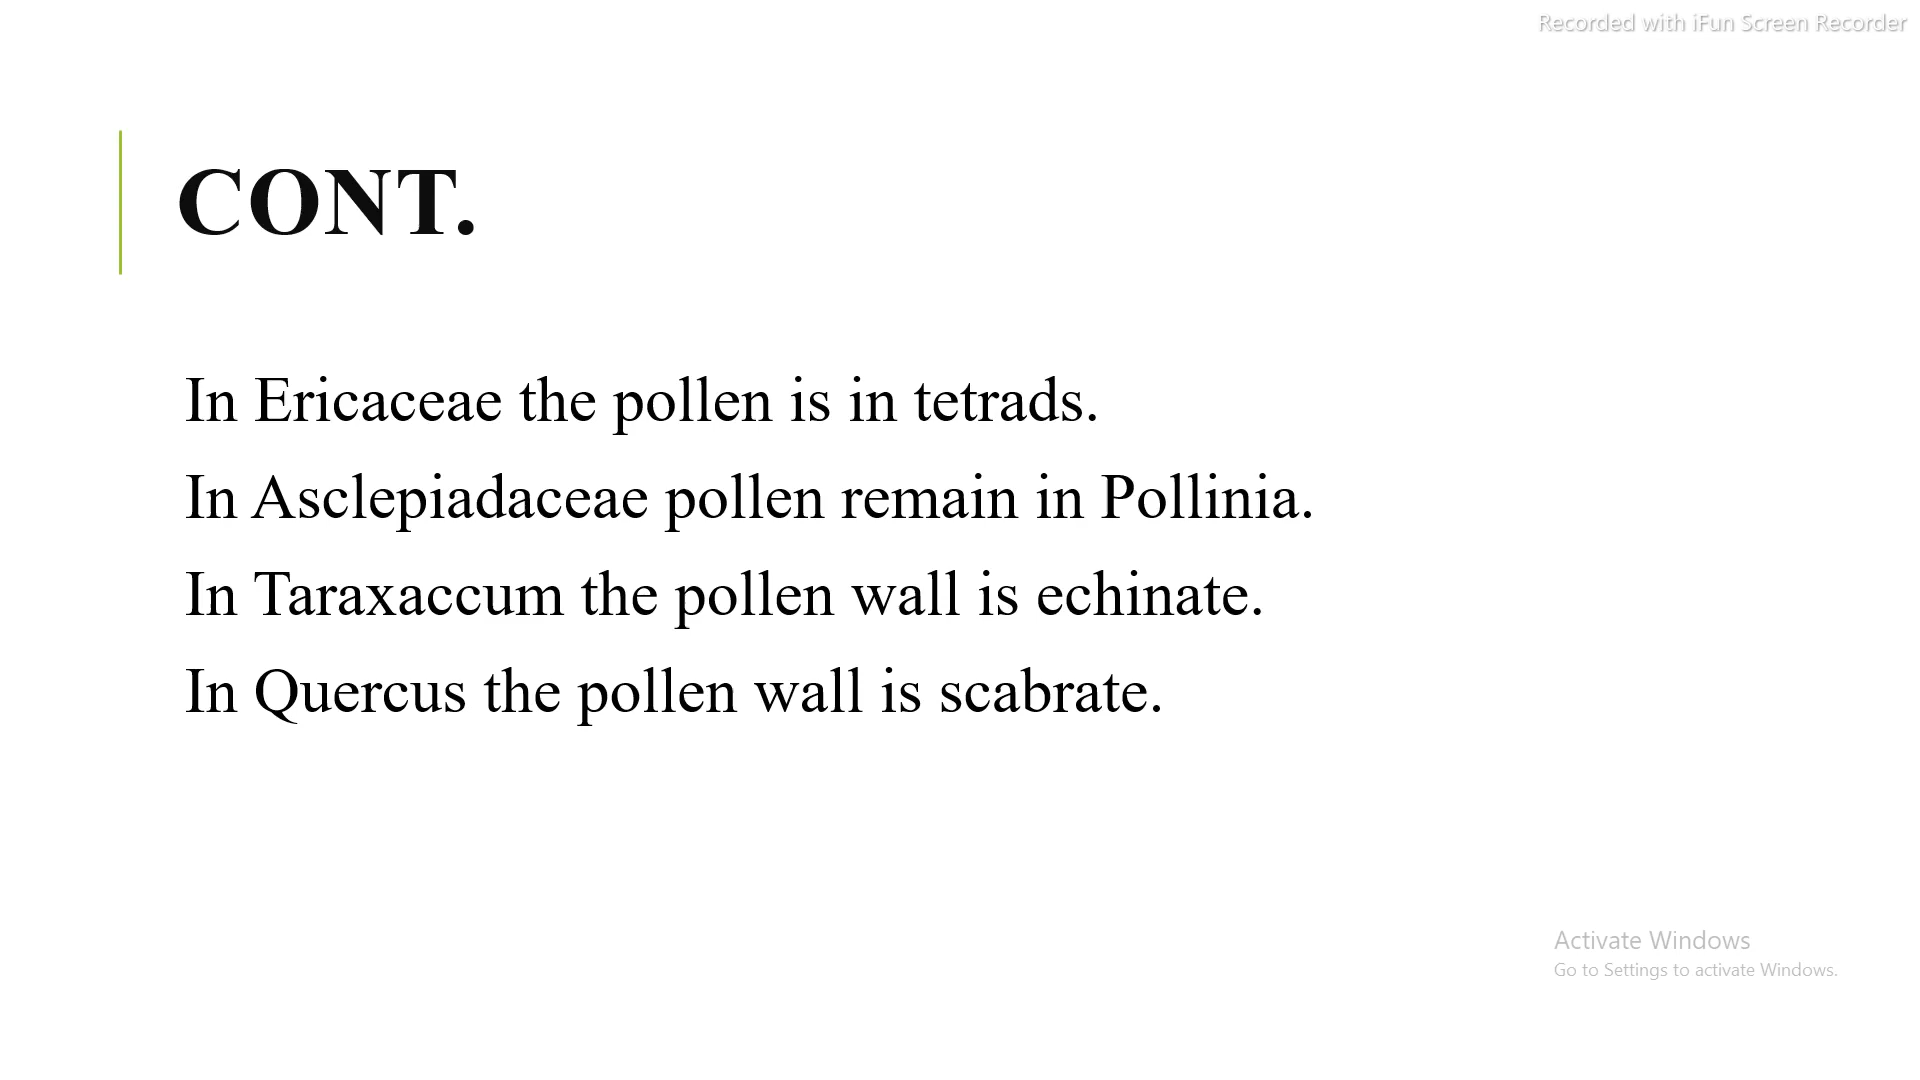 Recorded with iFun Screen Recorder
CONT.
In Ericaceae the pollen is in tetrads.
In Asclepiadaceae pollen remain in Pollinia.
In Taraxaccum the pollen wall is echinate.
In Quercus the pollen wall is scabrate.
Activate Windows
Go to Settings to activate Windows.